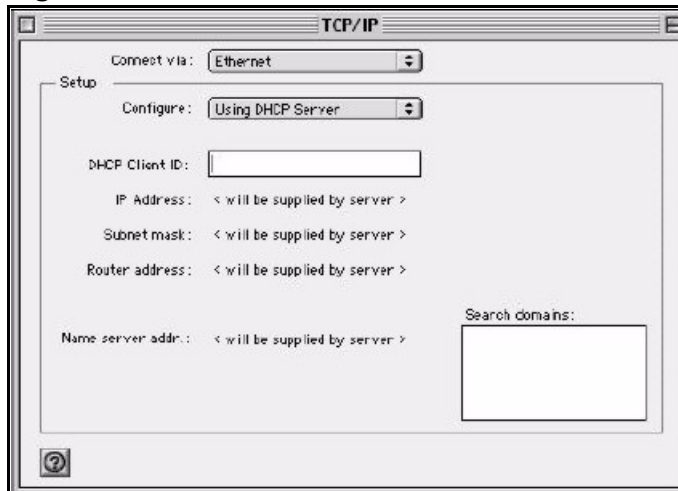 TCP/IP
Connect via: Ethernet
Setup
Configure: Using DHCP Server
DHCP Client ID:
IP Address: < will be supplied by server >
Subnet mask: < will be supplied by server >
Router address: < will be supplied by server >
Search domains:
Name server addr.: < will be supplied by server >
?